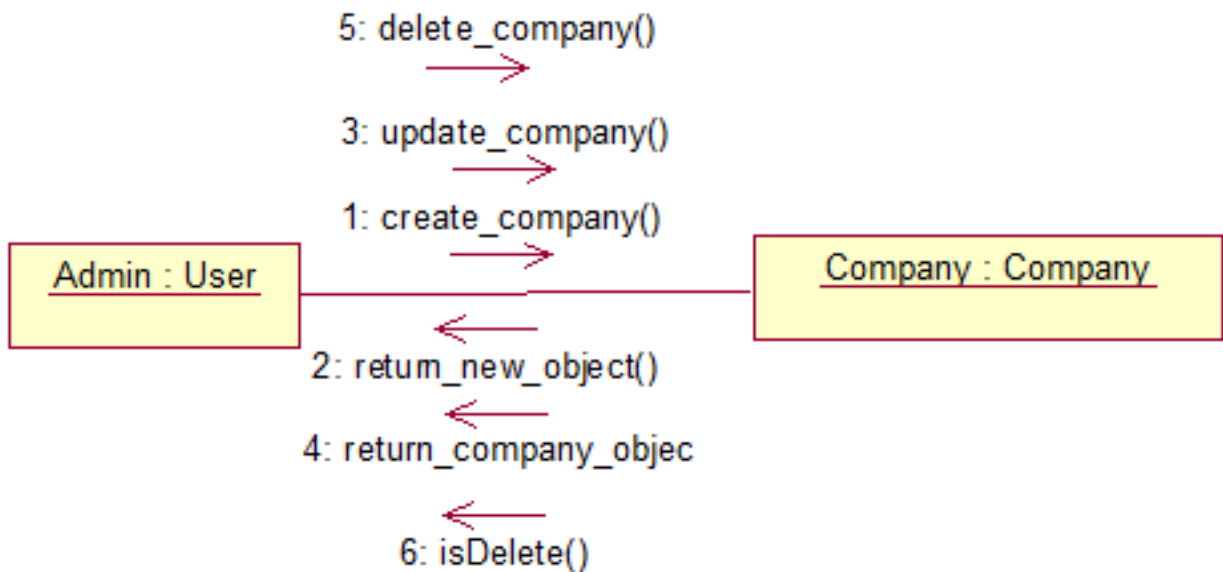 5: delete_company()
3: update_company()
1: create_company()
Admin : User
Company : Company
2: return_new_object()
4: return_company_objec
6: isDelete()